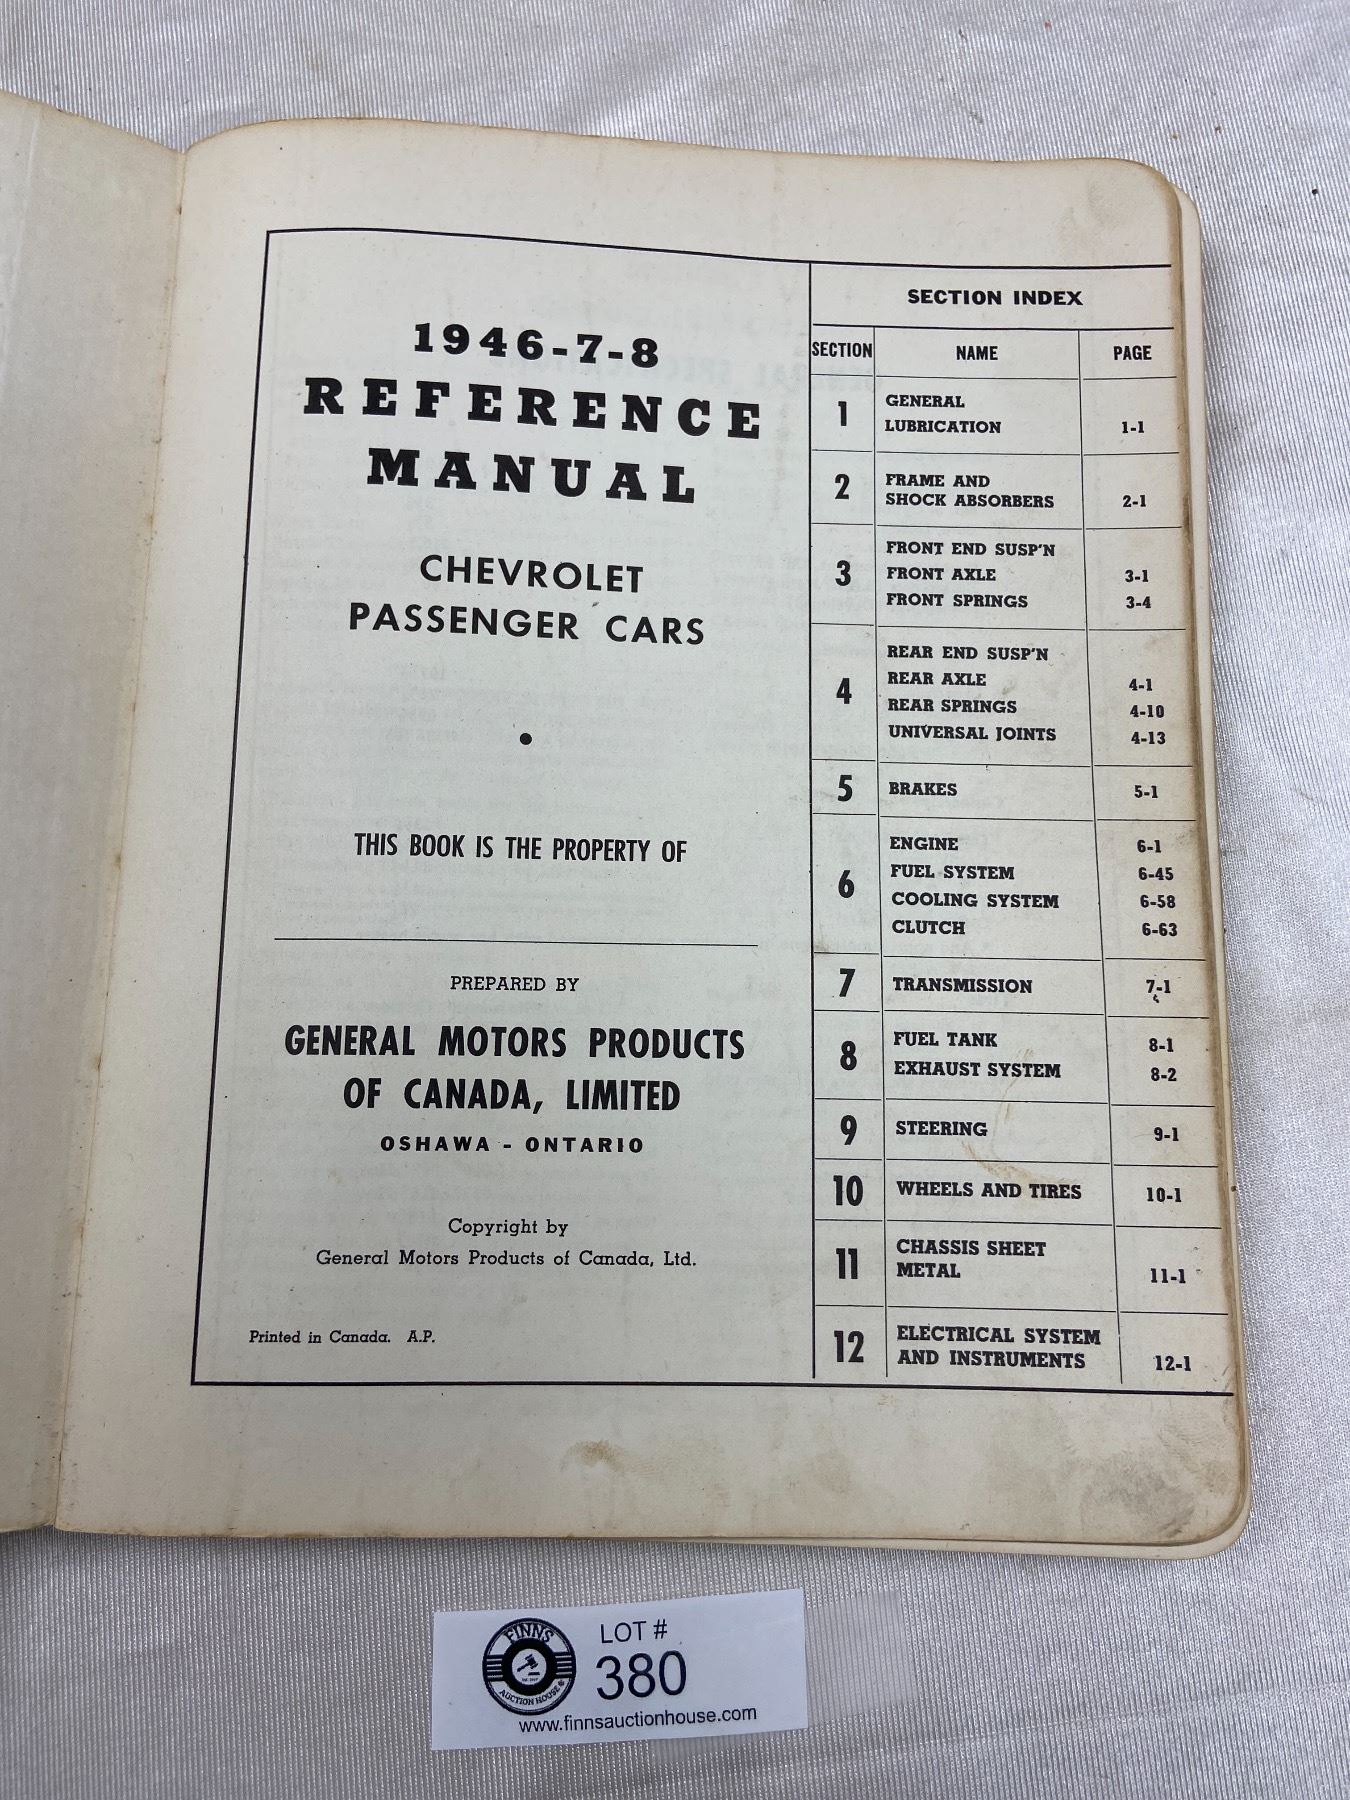 1946-7-8
REFERENCE
MANUAL
CHEVROLET
PASSENGER CARS
•
THIS BOOK IS THE PROPERTY OF
PREPARED BY
GENERAL MOTORS PRODUCTS
OF CANADA, LIMITED
OSHAWA - ONTARIO
Copyright by
General Motors Products of Canada, Ltd.
Printed in Canada. A.P.
SECTION INDEX
SECTION NAME PAGE
1 GENERAL
LUBRICATION 1-1
2 FRAME AND
SHOCK ABSORBERS 2-1
3 FRONT END SUSP'N
FRONT AXLE 3-1
FRONT SPRINGS 3-4
4 REAR END SUSP'N
REAR AXLE 4-1
REAR SPRINGS 4-10
UNIVERSAL JOINTS 4-13
5 BRAKES 5-1
6 ENGINE 6-1
FUEL SYSTEM 6-45
COOLING SYSTEM 6-58
CLUTCH 6-63
7 TRANSMISSION 7-1
8 FUEL TANK 8-1
EXHAUST SYSTEM 8-2
9 STEERING 9-1
10 WHEELS AND TIRES 10-1
11 CHASSIS SHEET
METAL 11-1
12 ELECTRICAL SYSTEM
AND INSTRUMENTS 12-1
FINNS
AUCTION HOUSE
LOT #
380
www.finnsauctionhouse.com